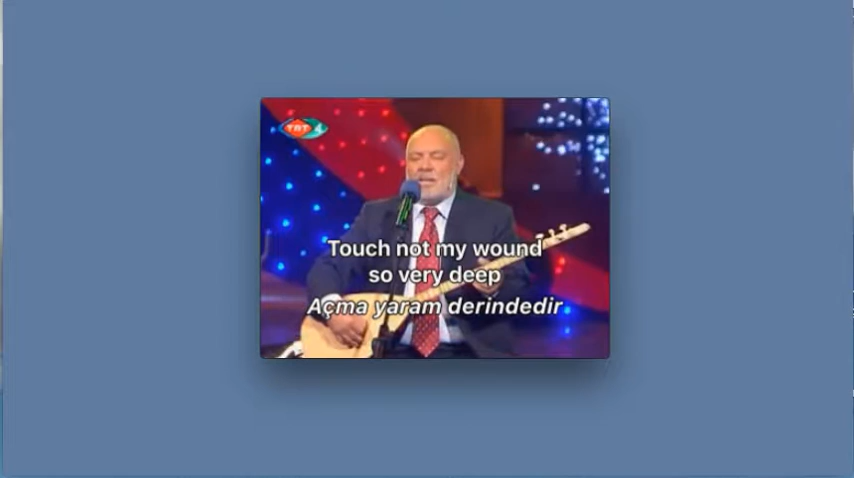 TRT 4
Touch not my wound
so very deep
Açma yaram derindedir